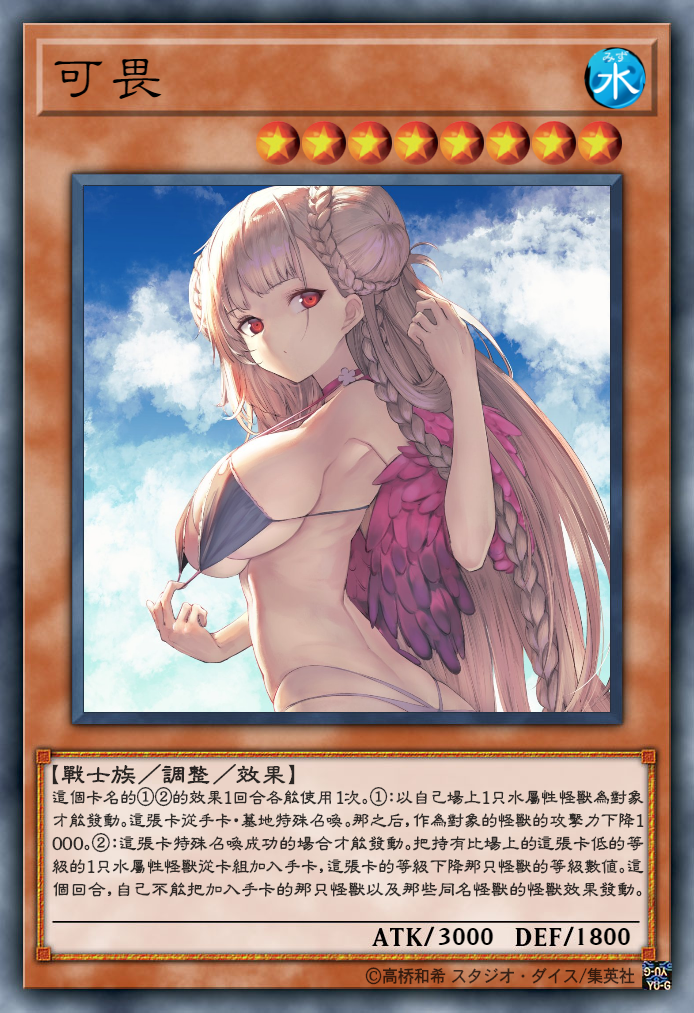 可畏
みず
水
【戰士族／調整／效果】
這個卡名的①②的效果1回合各能使用1次。①:以自己場上1只水屬性怪獸為對象
才能發動。這張卡從手卡・墓地特殊召喚。那之后,作為對象的怪獸的攻擊力下降1
000。②:這張卡特殊召喚成功的場合才能發動。把持有比場上的這張卡低的等
級的1只水屬性怪獸從卡組加入手卡,這張卡的等級下降那只怪獸的等級數值。這
個回合,自己不能把加入手卡的那只怪獸以及那些同名怪獸的怪獸效果發動。
ATK/3000 DEF/1800
©高桥和希 スタジオ・ダイス/集英社
YU-G
YU-G